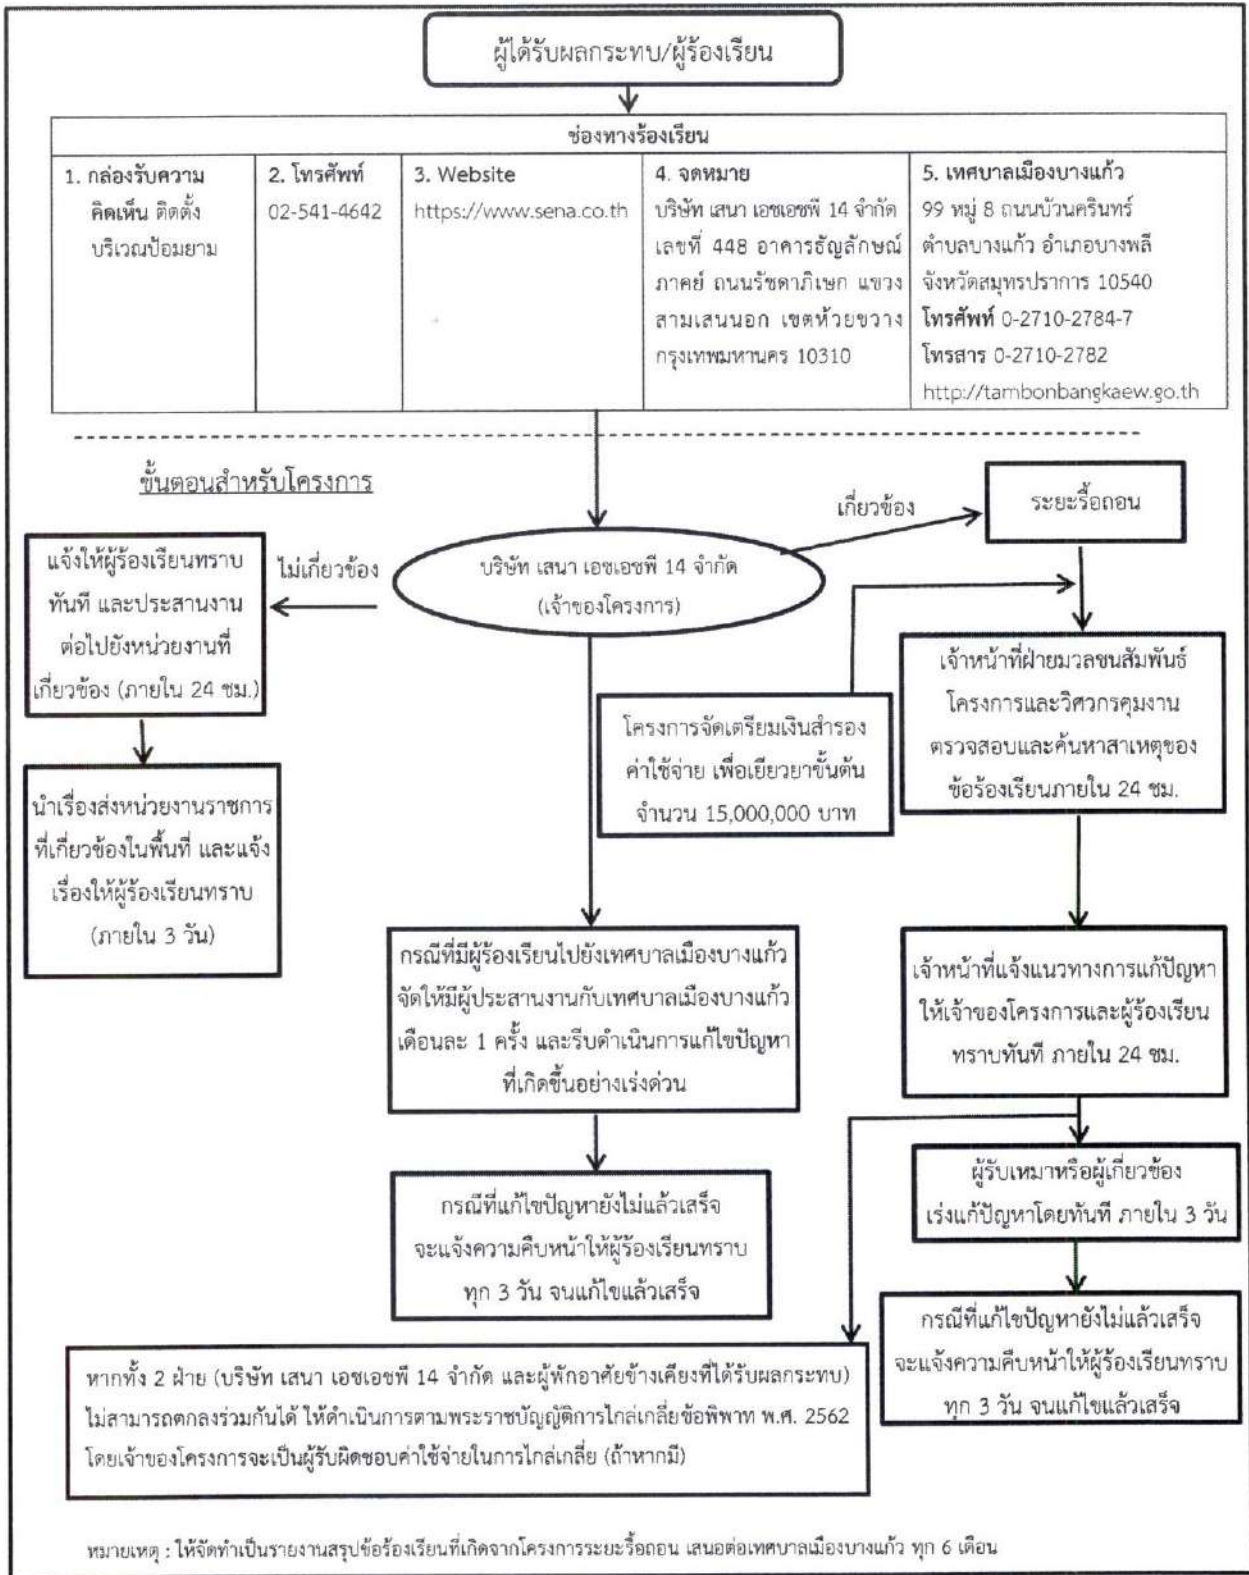 ผู้ได้รับผลกระทบ/ผู้ร้องเรียน
ช่องทางร้องเรียน
1. กล่องรับความ
คิดเห็น ติดตั้ง
บริเวณป้อมยาม
2. โทรศัพท์
02-541-4642
3. Website
https://www.sena.co.th
4. จดหมาย
บริษัท เสนา เอชเอชพี 14 จำกัด
เลขที่ 448 อาคารธัญลักษณ์
ภาคย์ ถนนรัชดาภิเษก แขวง
สามเสนนอก เขตห้วยขวาง
กรุงเทพมหานคร 10310
5. เทศบาลเมืองบางแก้ว
99 หมู่ 8 ถนนบัวนครินทร์
ตำบลบางแก้ว อำเภอบางพลี
จังหวัดสมุทรปราการ 10540
โทรศัพท์ 0-2710-2784-7
โทรสาร 0-2710-2782
http://tambonbangkaew.go.th
ขั้นตอนสำหรับโครงการ
เกี่ยวข้อง
ระยะรื้อถอน
แจ้งให้ผู้ร้องเรียนทราบ
ทันที และประสานงาน
ต่อไปยังหน่วยงานที่
เกี่ยวข้อง (ภายใน 24 ชม.)
ไม่เกี่ยวข้อง
บริษัท เสนา เอชเอชพี 14 จำกัด
(เจ้าของโครงการ)
เจ้าหน้าที่ฝ่ายมวลชนสัมพันธ์
โครงการและวิศวกรคุมงาน
ตรวจสอบและค้นหาสาเหตุของ
ข้อร้องเรียนภายใน 24 ชม.
โครงการจัดเตรียมเงินสำรอง
ค่าใช้จ่าย เพื่อเยียวยาขั้นต้น
จำนวน 15,000,000 บาท
นำเรื่องส่งหน่วยงานราชการ
ที่เกี่ยวข้องในพื้นที่ และแจ้ง
เรื่องให้ผู้ร้องเรียนทราบ
(ภายใน 3 วัน)
กรณีที่มีผู้ร้องเรียนไปยังเทศบาลเมืองบางแก้ว
จัดให้มีผู้ประสานงานกับเทศบาลเมืองบางแก้ว
เดือนละ 1 ครั้ง และรีบดำเนินการแก้ไขปัญหา
ที่เกิดขึ้นอย่างเร่งด่วน
เจ้าหน้าที่แจ้งแนวทางการแก้ปัญหา
ให้เจ้าของโครงการและผู้ร้องเรียน
ทราบทันที ภายใน 24 ชม.
ผู้รับเหมาหรือผู้เกี่ยวข้อง
เร่งแก้ปัญหาโดยทันที ภายใน 3 วัน
กรณีที่แก้ไขปัญหายังไม่แล้วเสร็จ
จะแจ้งความคืบหน้าให้ผู้ร้องเรียนทราบ
ทุก 3 วัน จนแก้ไขแล้วเสร็จ
กรณีที่แก้ไขปัญหายังไม่แล้วเสร็จ
จะแจ้งความคืบหน้าให้ผู้ร้องเรียนทราบ
ทุก 3 วัน จนแก้ไขแล้วเสร็จ
หากทั้ง 2 ฝ่าย (บริษัท เสนา เอชเอชพี 14 จำกัด และผู้พักอาศัยข้างเคียงที่ได้รับผลกระทบ)
ไม่สามารถตกลงร่วมกันได้ ให้ดำเนินการตามพระราชบัญญัติการไกล่เกลี่ยข้อพิพาท พ.ศ. 2562
โดยเจ้าของโครงการจะเป็นผู้รับผิดชอบค่าใช้จ่ายในการไกล่เกลี่ย (ถ้าหากมี)
หมายเหตุ : ให้จัดทำเป็นรายงานสรุปข้อร้องเรียนที่เกิดจากโครงการระยะรื้อถอน เสนอต่อเทศบาลเมืองบางแก้ว ทุก 6 เดือน